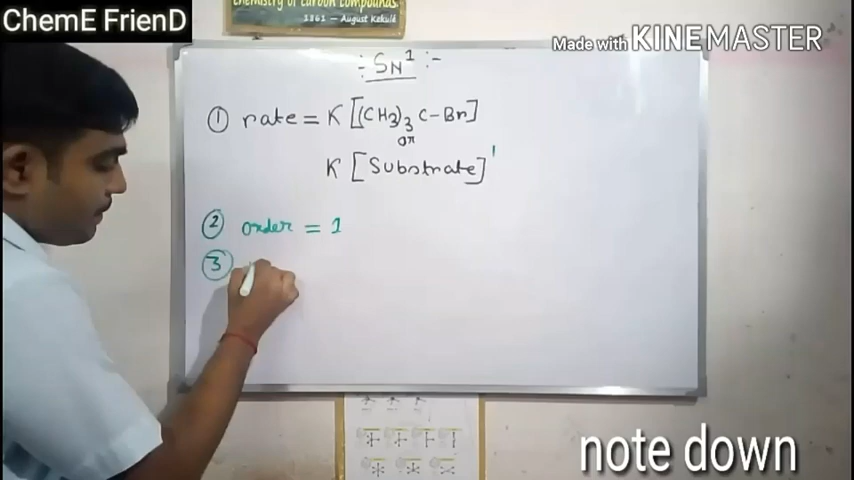 ChemE FrienD
Chemistry of carbon compounds
1861 - August Kekulé
Made with KINEMASTER
:- SN¹ :-
① rate = K [(CH3)3 C-Br]
or
K [Substrate]¹
② order = 1
③
note down